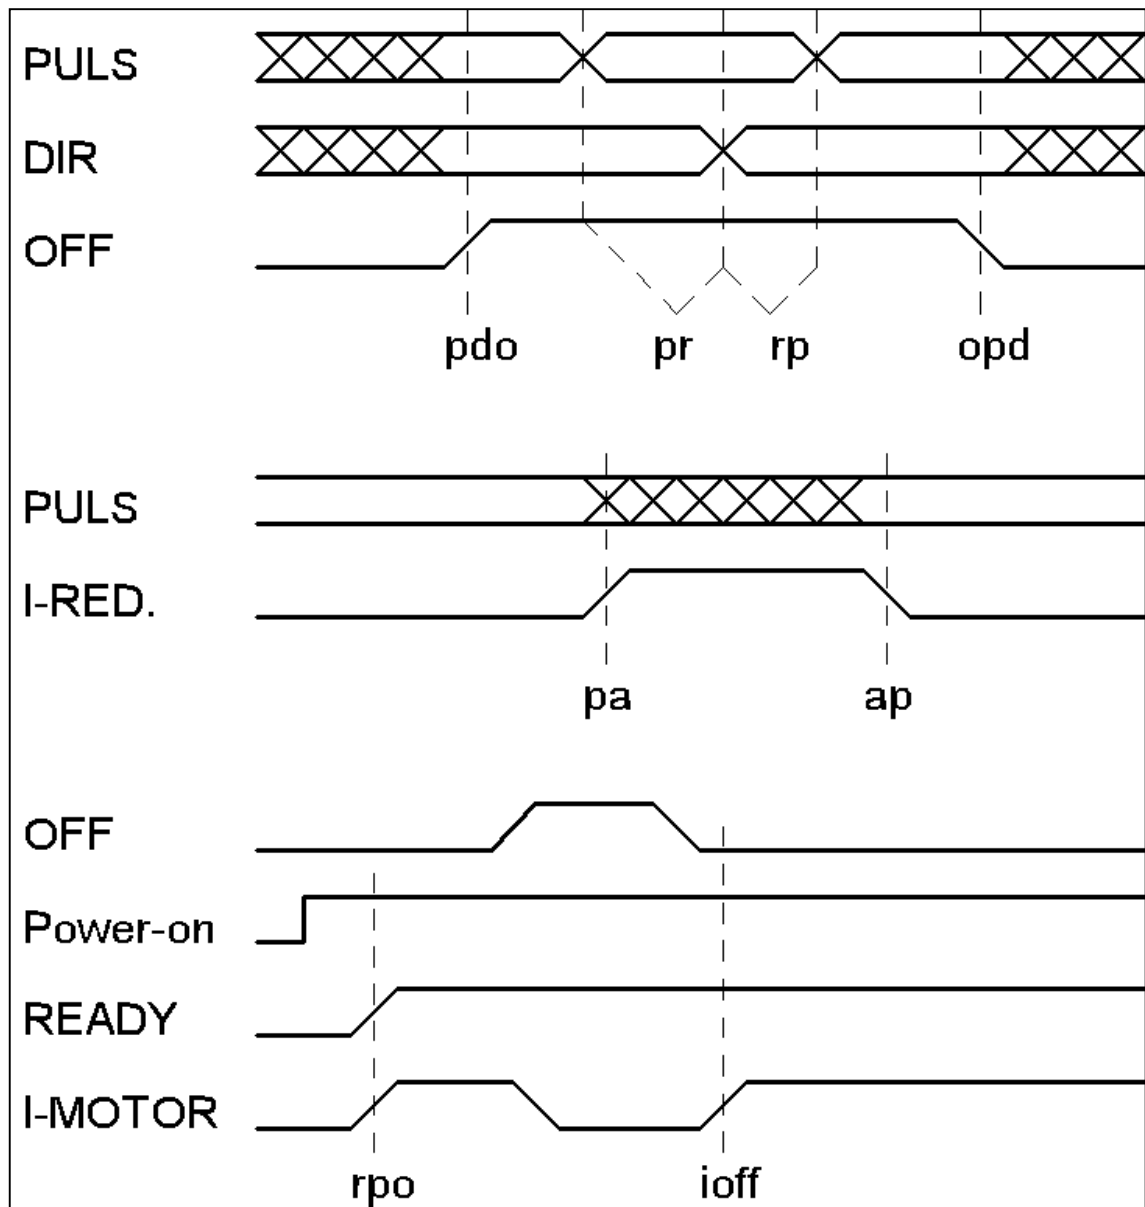 PULS
DIR
OFF
pdo pr rp opd
PULS
I-RED.
pa ap
OFF
Power-on
READY
I-MOTOR
rpo ioff